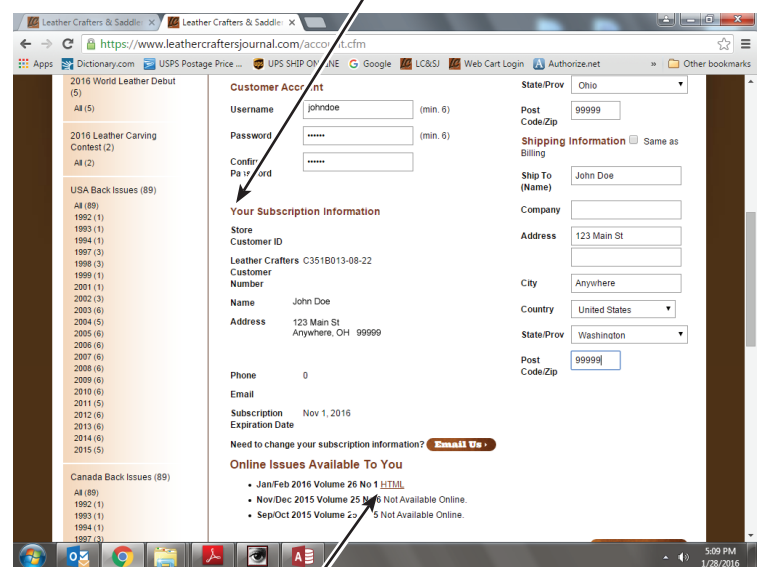 Leather Crafters & Saddle
Leather Crafters & Saddle
https://www.leathercraftersjournal.com/account.cfm
Apps Dictionary.com USPS Postage Price ... UPS SHIP ONLINE Google LC&SJ Web Cart Login Authorize.net » Other bookmarks
2016 World Leather Debut
(5)
All (5)
2016 Leather Carving
Contest (2)
All (2)
USA Back Issues (89)
All (89)
1992 (1)
1993 (1)
1994 (1)
1997 (3)
1998 (3)
1999 (1)
2001 (1)
2002 (3)
2003 (6)
2004 (5)
2005 (6)
2006 (6)
2007 (6)
2008 (6)
2009 (6)
2010 (6)
2011 (5)
2012 (6)
2013 (6)
2014 (6)
2015 (5)
Canada Back Issues (89)
All (89)
1992 (1)
1993 (1)
1994 (1)
1997 (3)
Customer Account
Username johndoe (min. 6)
Password •••••• (min. 6)
Confirm
Password ••••••
Your Subscription Information
Store
Customer ID
Leather Crafters C351B013-08-22
Customer
Number
Name John Doe
Address 123 Main St
Anywhere, OH 99999
Phone 0
Email
Subscription Nov 1, 2016
Expiration Date
Need to change your subscription information? Email Us
Online Issues Available To You
• Jan/Feb 2016 Volume 26 No 1 HTML
• Nov/Dec 2015 Volume 25 No 6 Not Available Online.
• Sep/Oct 2015 Volume 25 5 Not Available Online.
State/Prov Ohio
Post
Code/Zip 99999
Shipping Information Same as
Billing
Ship To
(Name) John Doe
Company
Address 123 Main St
City Anywhere
Country United States
State/Prov Washington
Post
Code/Zip 99999
5:09 PM
1/28/2016